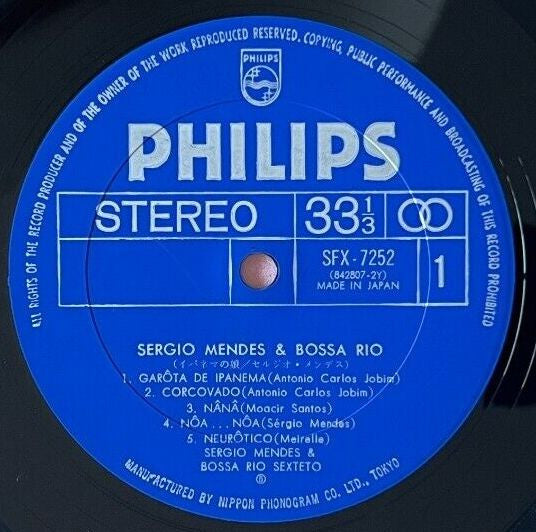 ALL RIGHTS OF THE RECORD PRODUCER AND OF THE OWNER OF THE WORK REPRODUCED RESERVED. COPYING, PUBLIC PERFORMANCE AND BROADCASTING OF THIS RECORD PROHIBITED
PHILIPS
PHILIPS
STEREO 33 1/3
SFX-7252
(842807-2Y)
MADE IN JAPAN
1
SERGIO MENDES & BOSSA RIO
(イパネマの娘/セルジオ・メンデス)
1. GARÔTA DE IPANEMA (Antonio Carlos Jobim)
2. CORCOVADO (Antonio Carlos Jobim)
3. NÂNÂ (Moacir Santos)
4. NÔA...NÔA (Sérgio Mendes)
5. NEURÔTICO (Meirelle)
SERGIO MENDES &
BOSSA RIO SEXTETO
MANUFACTURED BY NIPPON PHONOGRAM CO. LTD., TOKYO